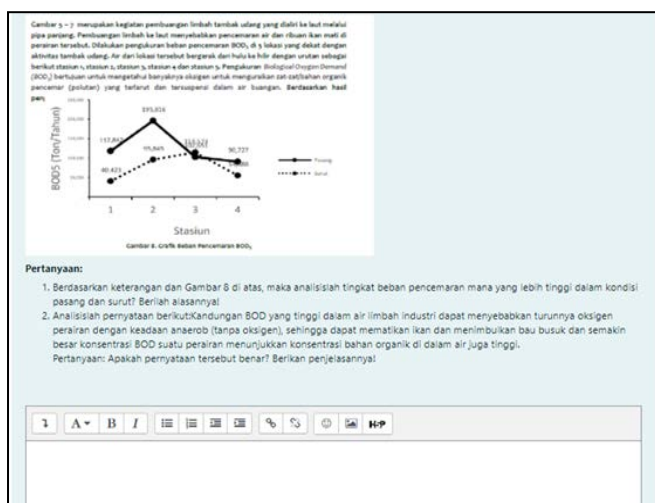 Gambar 5 – 7 merupakan kegiatan pembuangan limbah tambak udang yang dialiri ke laut melalui
pipa panjang. Pembuangan limbah ke laut menyebabkan pencemaran air dan ribuan ikan mati di
perairan tersebut. Dilakukan pengukuran beban pencemaran BOD5 di 5 lokasi yang dekat dengan
aktivitas tambak udang. Air dari lokasi tersebut bergerak dari hulu ke hilir dengan urutan sebagai
berikut stasiun 1, stasiun 2, stasiun 3, stasiun 4 dan stasiun 5. Pengukuran Biological Oxygen Demand
(BOD5) bertujuan untuk mengetahui banyaknya oksigen untuk menguraikan zat-zat/bahan organik
pencemar (polutan) yang terlarut dan tersuspensi dalam air buangan. Berdasarkan hasil
BOD5 (Ton/Tahun)
195,816
117,862
95,845
90,727
40,421
Pasang
Surut
1 2 3 4
Stasiun
Gambar 8. Grafik Beban Pencemaran BOD5
Pertanyaan:
1. Berdasarkan keterangan dan Gambar 8 di atas, maka analisislah tingkat beban pencemaran mana yang lebih tinggi dalam kondisi
pasang dan surut? Berilah alasannya!
2. Analisislah pernyataan berikut:Kandungan BOD yang tinggi dalam air limbah industri dapat menyebabkan turunnya oksigen
perairan dengan keadaan anaerob (tanpa oksigen), sehingga dapat mematikan ikan dan menimbulkan bau busuk dan semakin
besar konsentrasi BOD suatu perairan menunjukkan konsentrasi bahan organik di dalam air juga tinggi.
Pertanyaan: Apakah pernyataan tersebut benar? Berikan penjelasannya!
A B I H5P